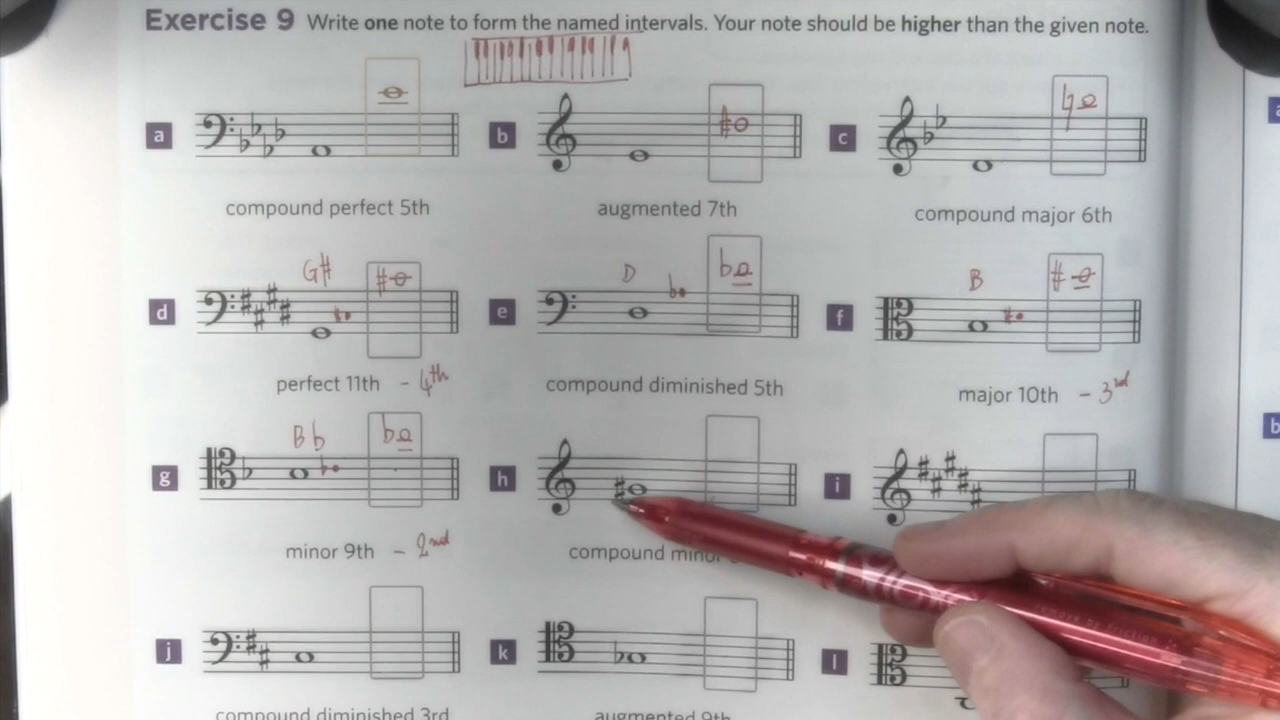 Exercise 9 Write one note to form the named intervals. Your note should be higher than the given note.
a
b
c
compound perfect 5th
augmented 7th
compound major 6th
G#
D
B
d
e
f
perfect 11th - 4th
compound diminished 5th
major 10th - 3rd
Bb
g
h
i
minor 9th - 2nd
compound minor
j
k
l
compound diminished 3rd
augmented 9th